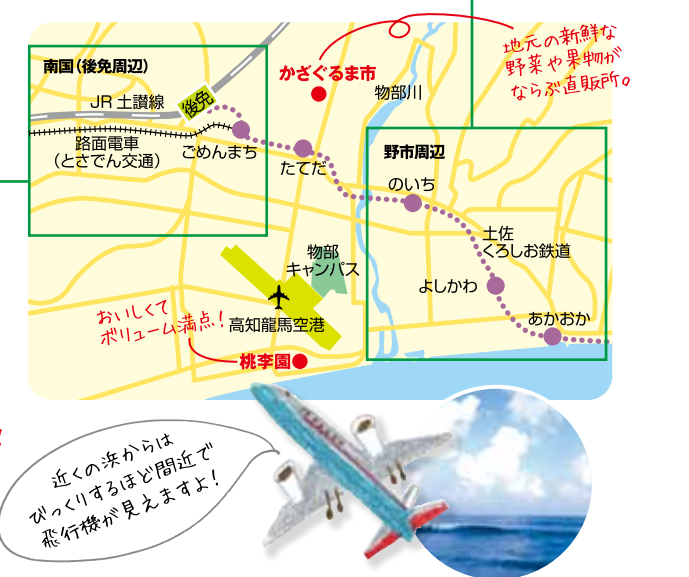 地元の新鮮な
野菜や果物が
ならぶ直販所。
南国（後免周辺）
かざぐるま市
物部川
JR 土讃線
後免
路面電車
（とさでん交通）
ごめんまち
たてだ
野市周辺
のいち
土佐
くろしお鉄道
物部
キャンパス
よしかわ
おいしくて
ボリューム満点！
高知龍馬空港
あかおか
桃李園
近くの浜からは
びっくりするほど間近で
飛行機が見えますよ！